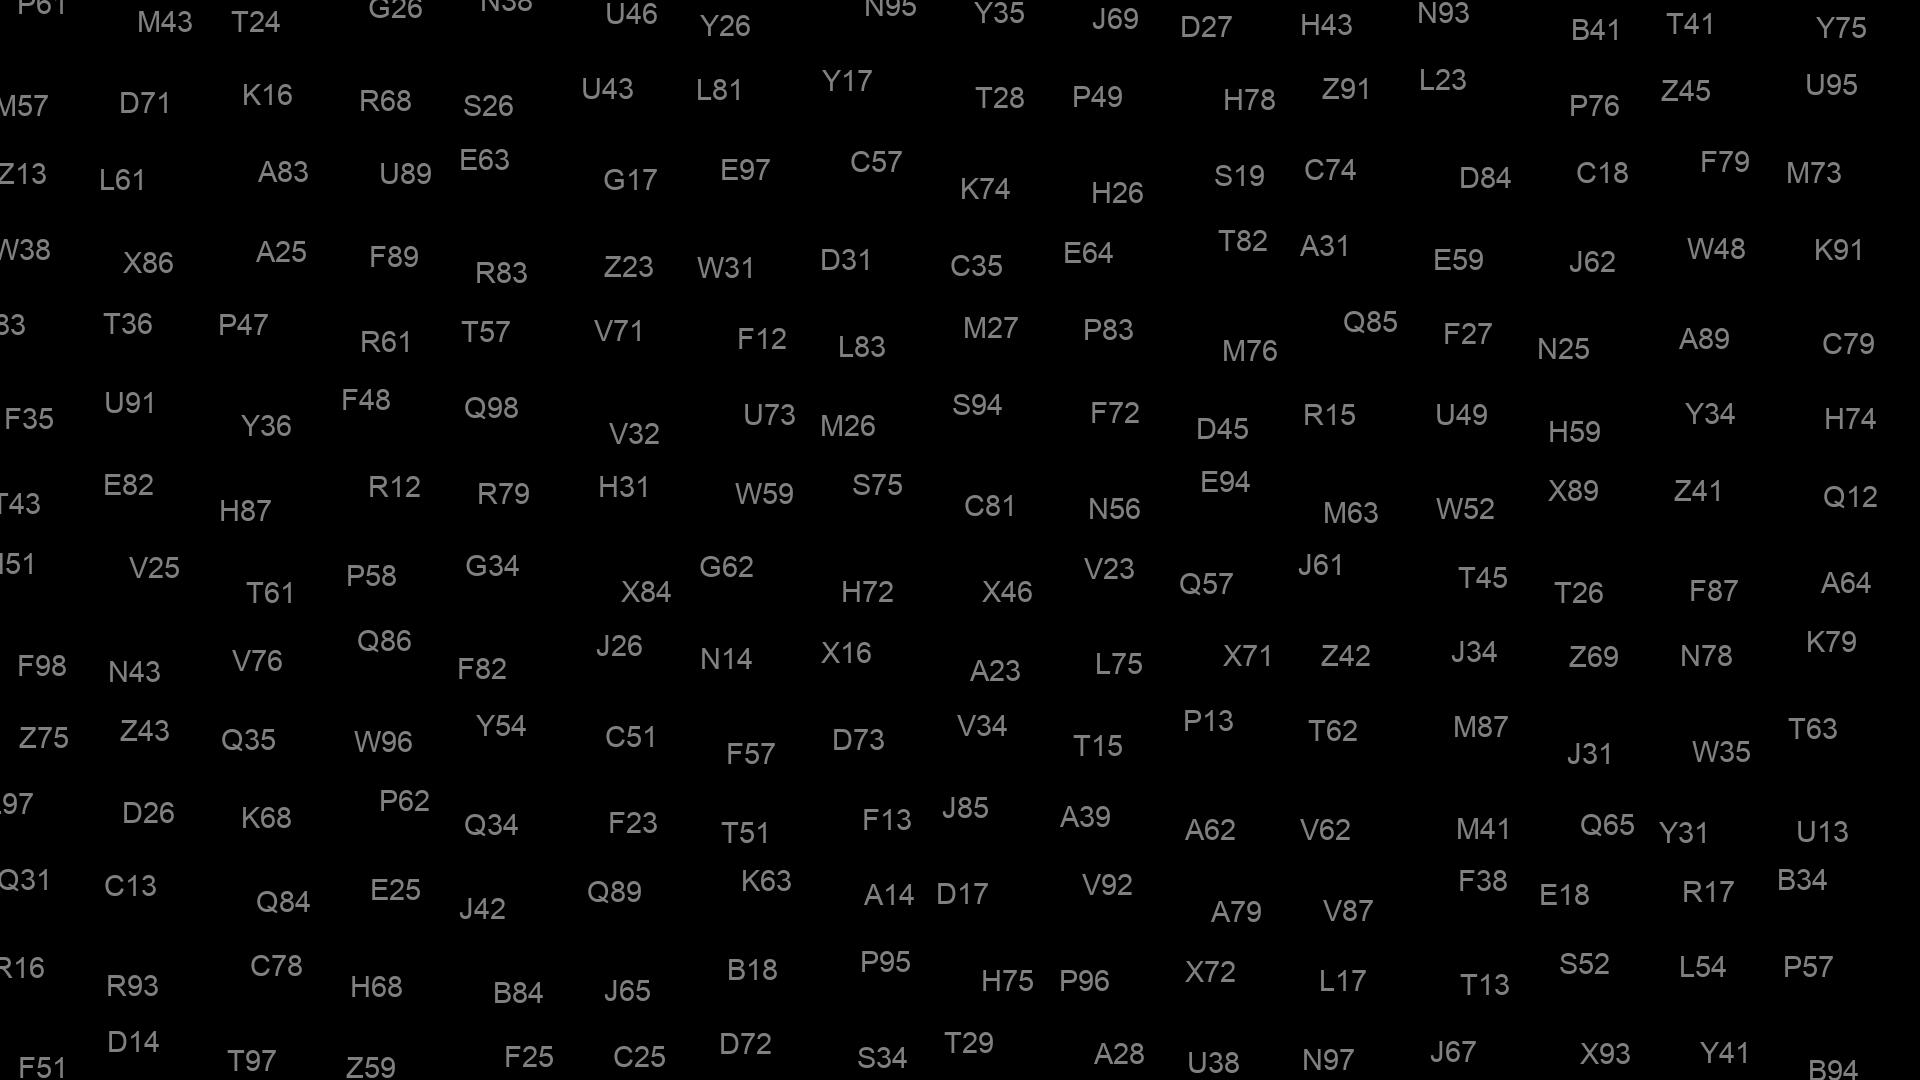 P61 M43 T24 G26 N38 U46 Y26 N95 Y35 J69 D27 H43 N93 B41 T41 Y75
M57 D71 K16 R68 S26 U43 L81 Y17 T28 P49 H78 Z91 L23 P76 Z45 U95
Z13 L61 A83 U89 E63 G17 E97 C57 K74 H26 S19 C74 D84 C18 F79 M73
W38 X86 A25 F89 R83 Z23 W31 D31 C35 E64 T82 A31 E59 J62 W48 K91
83 T36 P47 R61 T57 V71 F12 L83 M27 P83 M76 Q85 F27 N25 A89 C79
F35 U91 Y36 F48 Q98 V32 U73 M26 S94 F72 D45 R15 U49 H59 Y34 H74
T43 E82 H87 R12 R79 H31 W59 S75 C81 N56 E94 M63 W52 X89 Z41 Q12
51 V25 T61 P58 G34 X84 G62 H72 X46 V23 Q57 J61 T45 T26 F87 A64
F98 N43 V76 Q86 F82 J26 N14 X16 A23 L75 X71 Z42 J34 Z69 N78 K79
Z75 Z43 Q35 W96 Y54 C51 F57 D73 V34 T15 P13 T62 M87 J31 W35 T63
97 D26 K68 P62 Q34 F23 T51 F13 J85 A39 A62 V62 M41 Q65 Y31 U13
Q31 C13 Q84 E25 J42 Q89 K63 A14 D17 V92 A79 V87 F38 E18 R17 B34
R16 R93 C78 H68 B84 J65 B18 P95 H75 P96 X72 L17 T13 S52 L54 P57
F51 D14 T97 Z59 F25 C25 D72 S34 T29 A28 U38 N97 J67 X93 Y41 B94